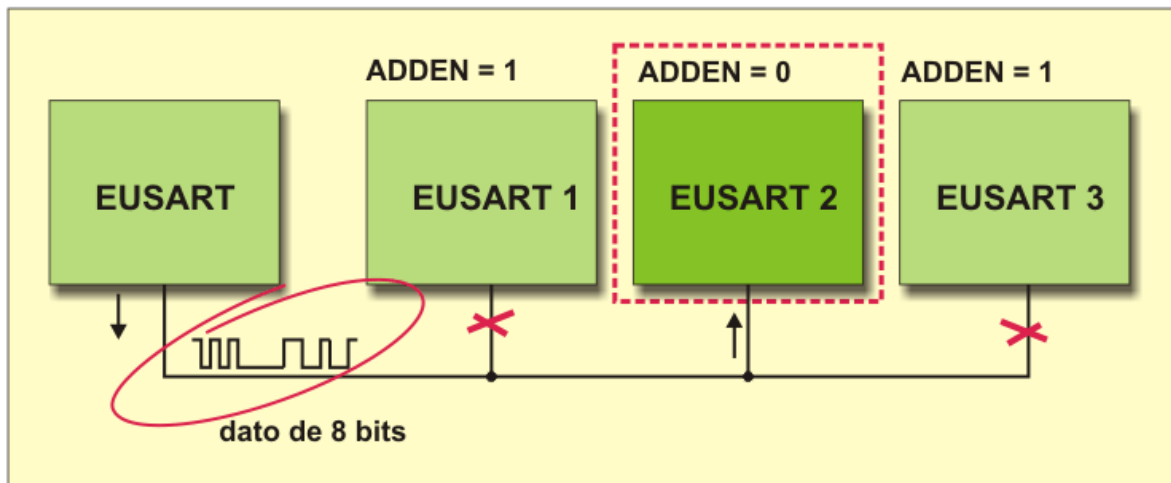 ADDEN = 1
ADDEN = 0
ADDEN = 1
EUSART
EUSART 1
EUSART 2
EUSART 3
dato de 8 bits